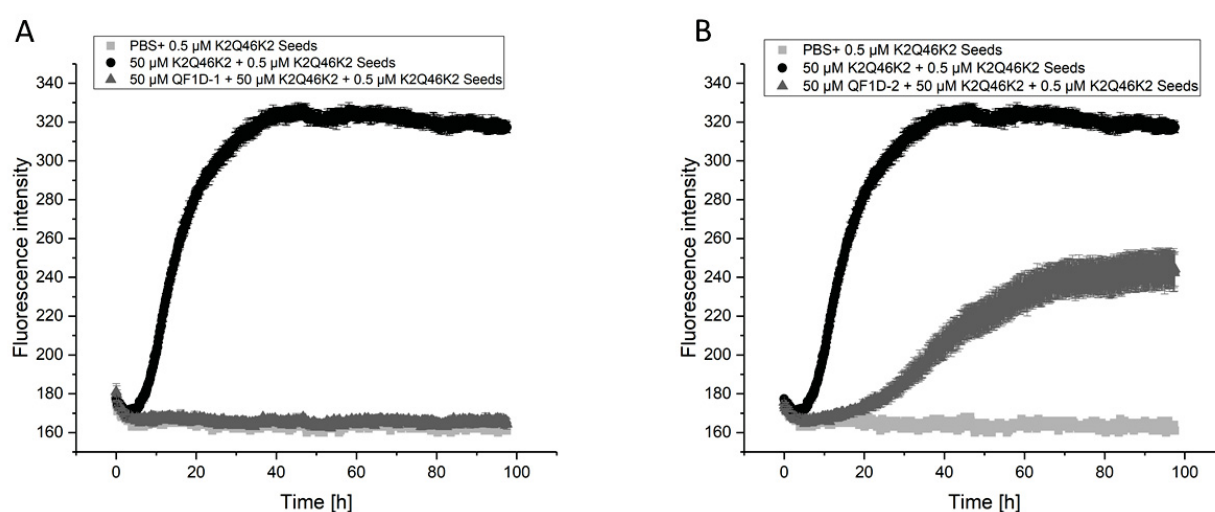 A
PBS+ 0.5 µM K2Q46K2 Seeds
50 µM K2Q46K2 + 0.5 µM K2Q46K2 Seeds
50 µM QF1D-1 + 50 µM K2Q46K2 + 0.5 µM K2Q46K2 Seeds
340
320
300
280
260
240
220
200
180
160
Fluorescence intensity
0
20
40
60
80
100
Time [h]
B
PBS+ 0.5 µM K2Q46K2 Seeds
50 µM K2Q46K2 + 0.5 µM K2Q46K2 Seeds
50 µM QF1D-2 + 50 µM K2Q46K2 + 0.5 µM K2Q46K2 Seeds
340
320
300
280
260
240
220
200
180
160
Fluorescence intensity
0
20
40
60
80
100
Time [h]